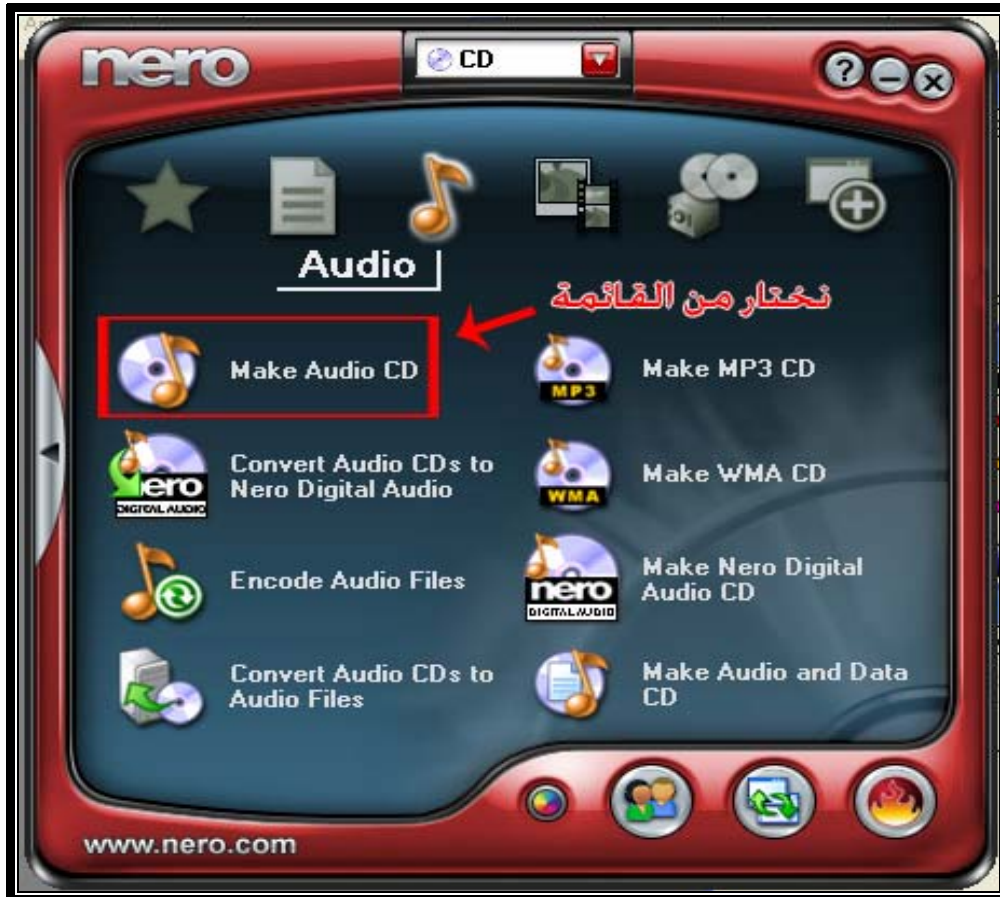 nero
CD
?
Audio
نختار من القائمة
Make Audio CD
Make MP3 CD
MP3
Convert Audio CDs to
Nero Digital Audio
nero
DIGITAL AUDIO
Make WMA CD
WMA
Encode Audio Files
Make Nero Digital
Audio CD
nero
DIGITAL AUDIO
Convert Audio CDs to
Audio Files
Make Audio and Data
CD
www.nero.com